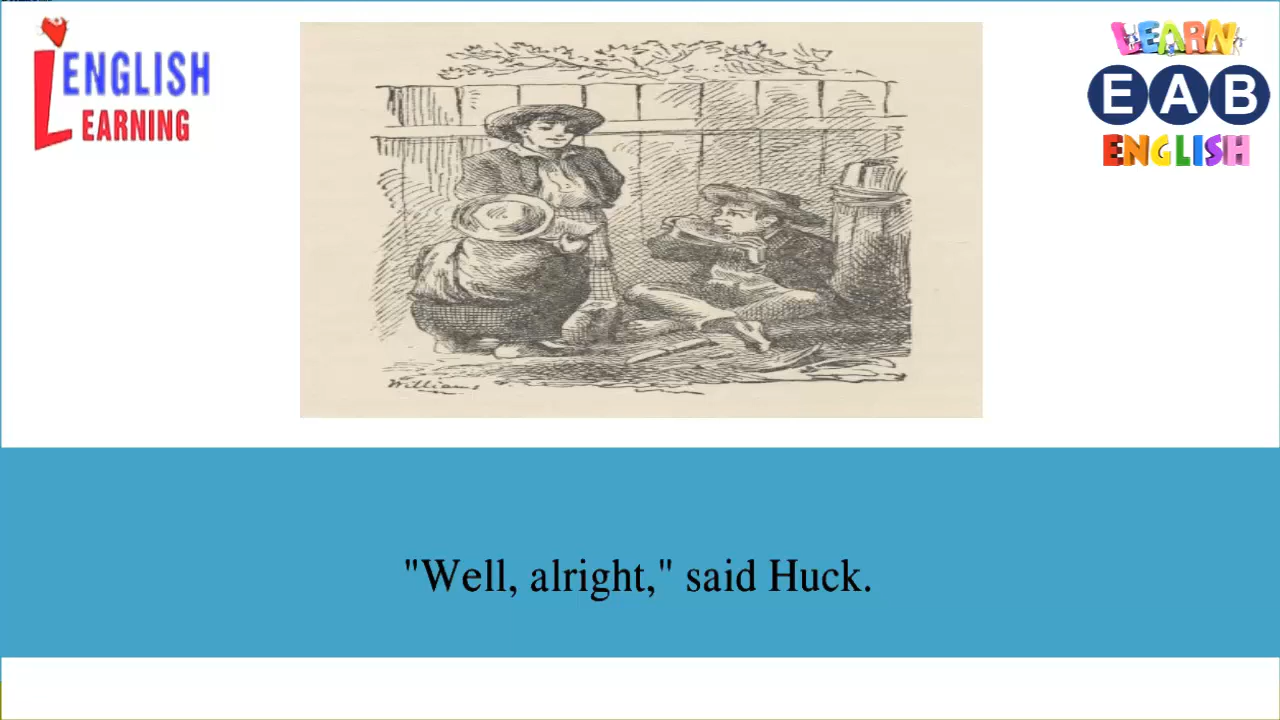 ENGLISH
LEARNING
LEARN
EAB
ENGLISH
Williams
"Well, alright," said Huck.